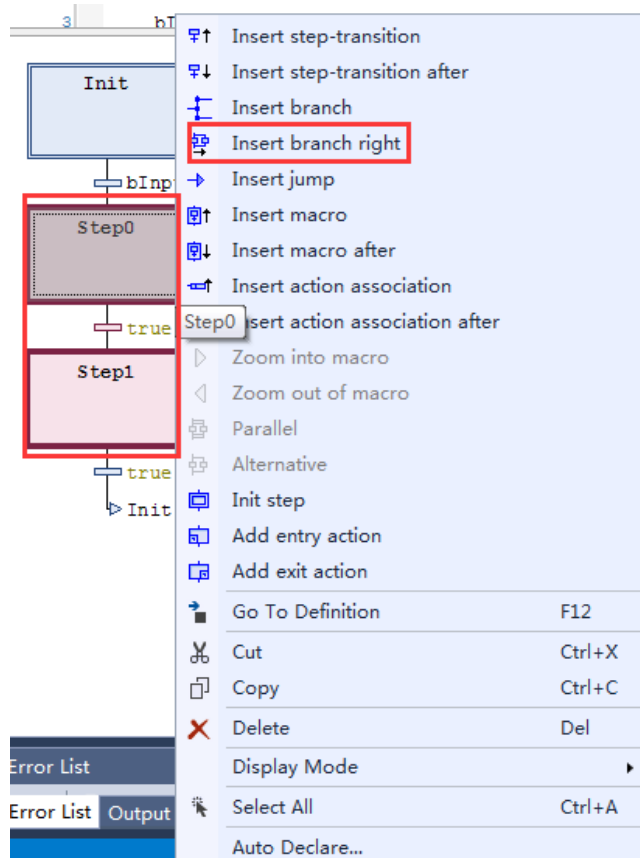 3
Insert step-transition
Insert step-transition after
Init
Insert branch
Insert branch right
Insert jump
Step0
Insert macro
Insert macro after
Insert action association
true
Step0
action association after
Zoom into macro
Step1
Zoom out of macro
Parallel
Alternative
true
Init step
Init
Add entry action
Add exit action
Go To Definition F12
Cut Ctrl+X
Copy Ctrl+C
Delete Del
Error List
Display Mode
Error List Output
Select All Ctrl+A
Auto Declare...